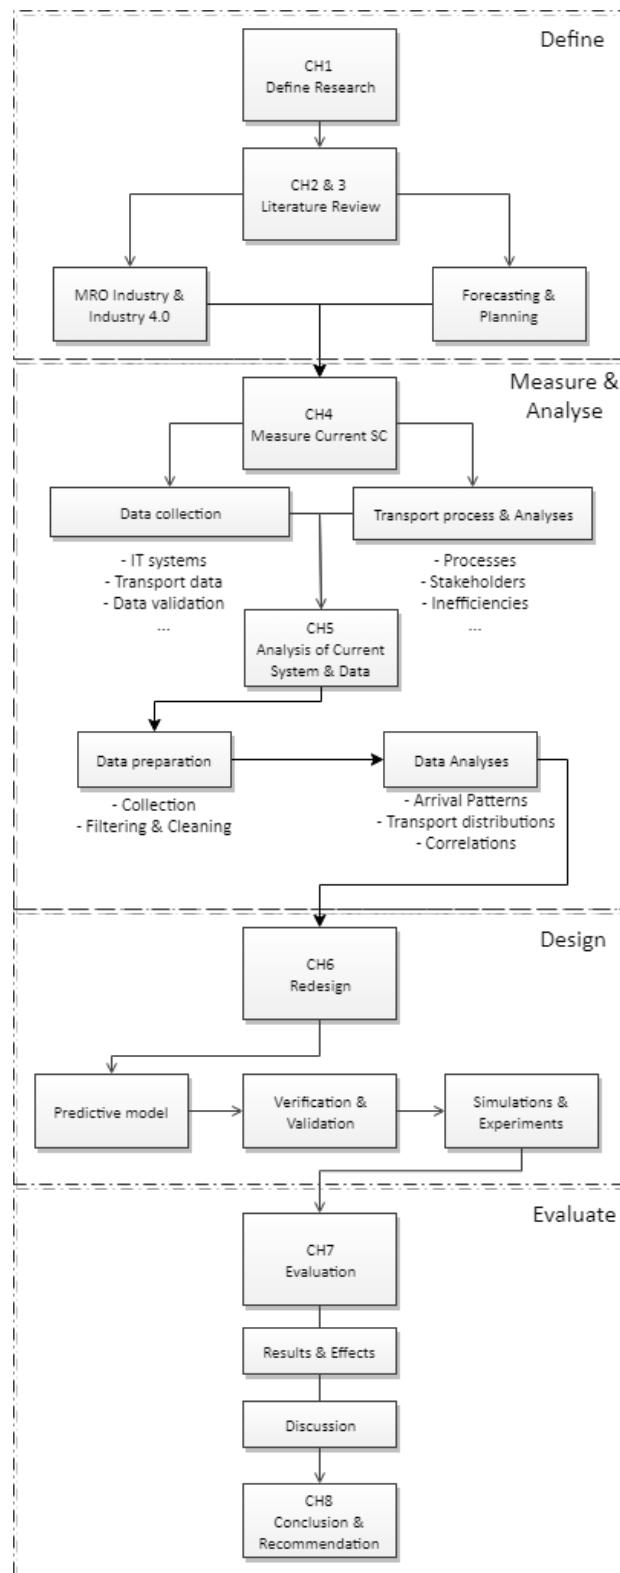 Define
CH1
Define Research
CH2 & 3
Literature Review
MRO Industry &
Industry 4.0
Forecasting &
Planning
Measure &
Analyse
CH4
Measure Current SC
Data collection
Transport process & Analyses
- IT systems
- Transport data
- Data validation
...
- Processes
- Stakeholders
- Inefficiencies
...
CH5
Analysis of Current
System & Data
Data preparation
Data Analyses
- Collection
- Filtering & Cleaning
- Arrival Patterns
- Transport distributions
- Correlations
Design
CH6
Redesign
Predictive model
Verification &
Validation
Simulations &
Experiments
Evaluate
CH7
Evaluation
Results & Effects
Discussion
CH8
Conclusion &
Recommendation